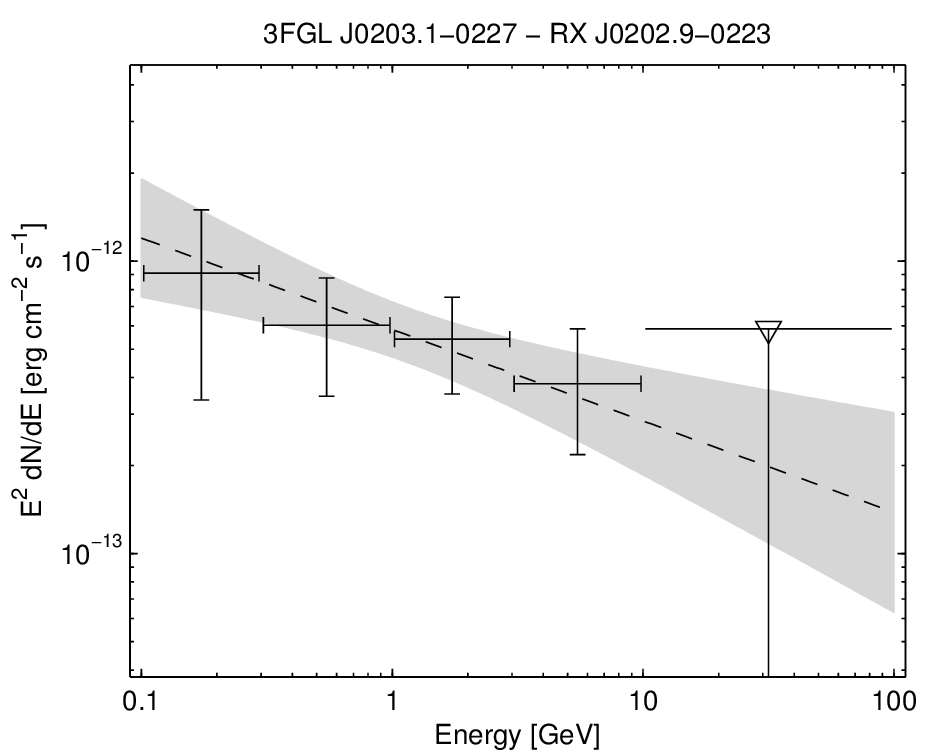 3FGL J0203.1−0227 − RX J0202.9−0223
E² dN/dE [erg cm⁻² s⁻¹]
10⁻¹²
10⁻¹³
0.1 1 10 100
Energy [GeV]